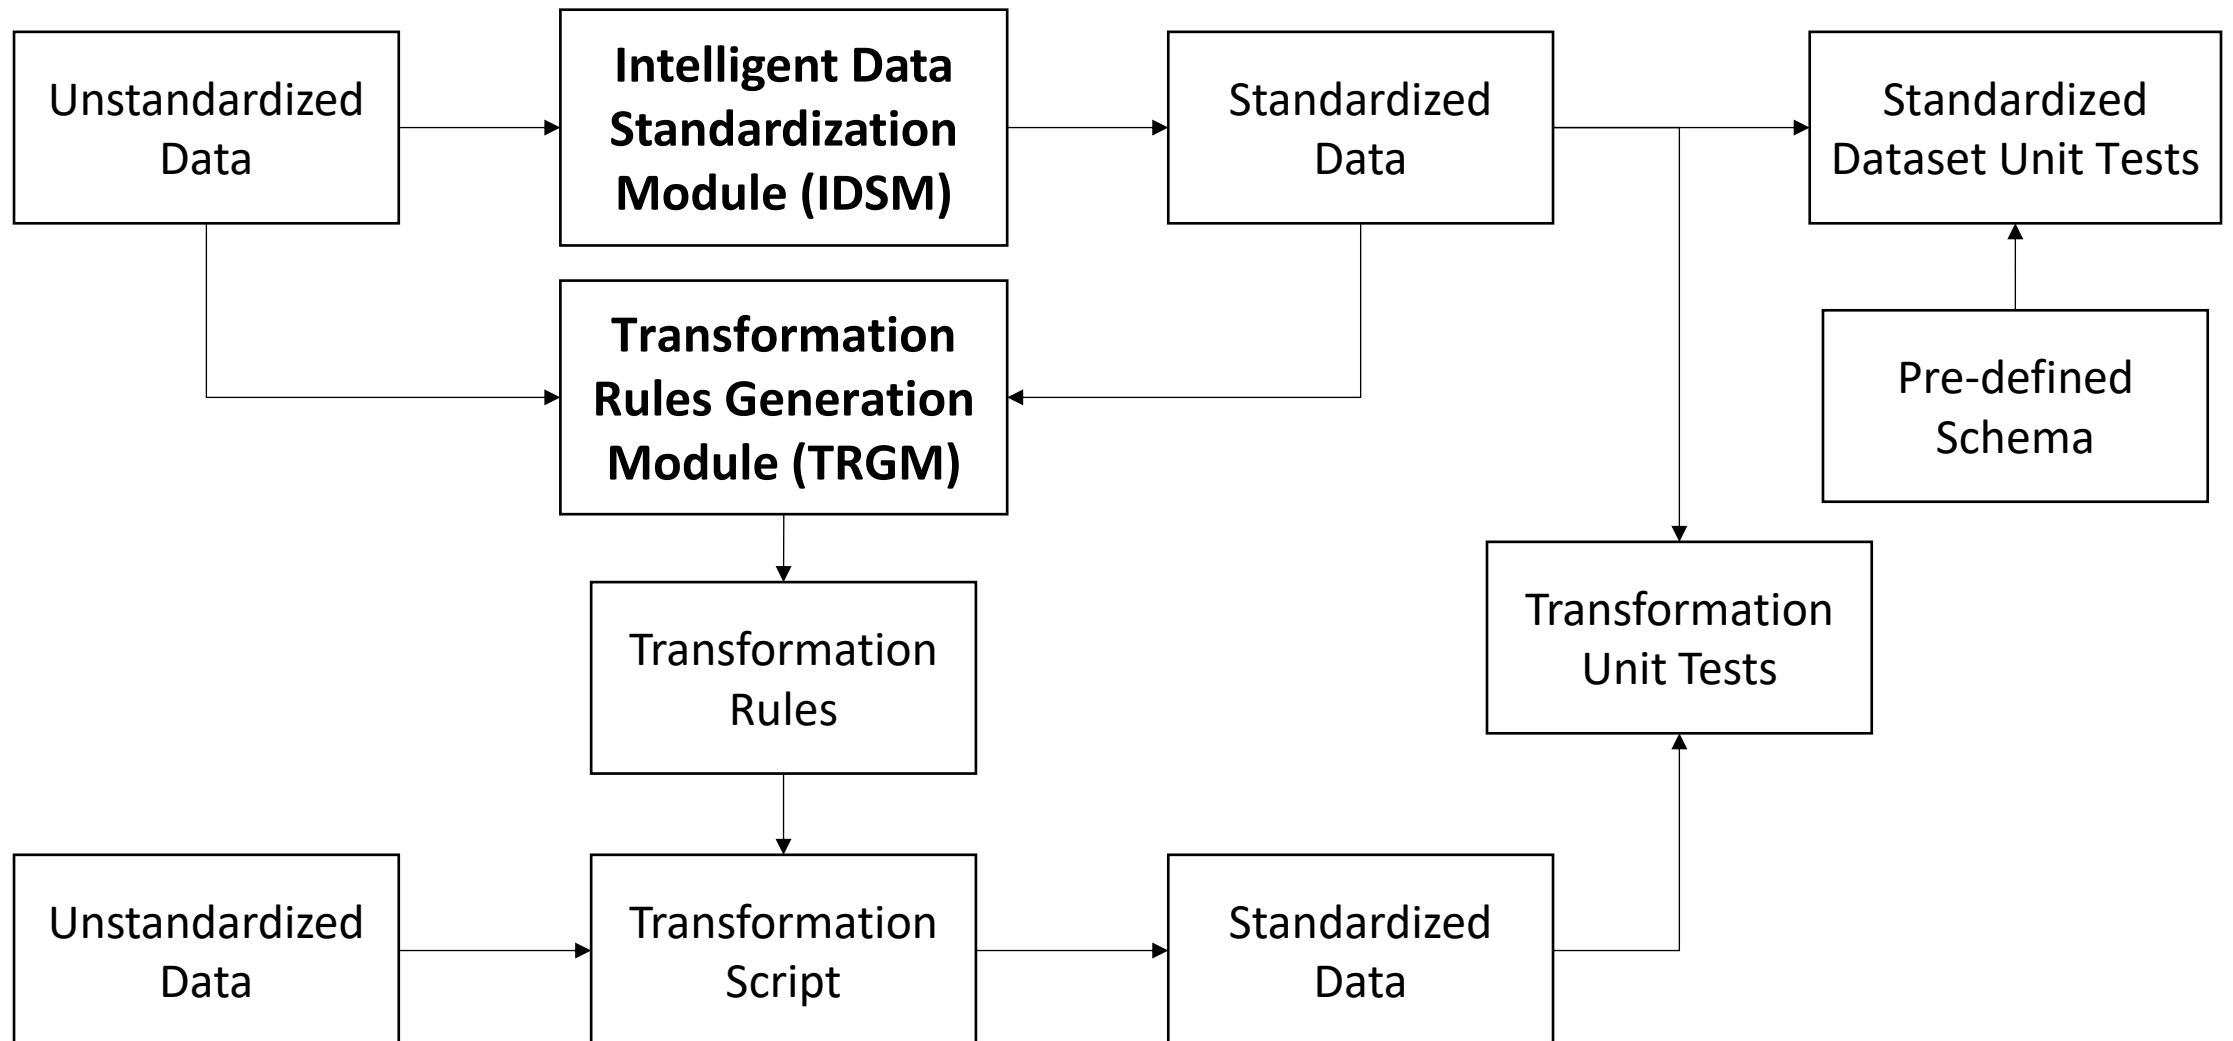 Unstandardized
Data
Intelligent Data
Standardization
Module (IDSM)
Standardized
Data
Standardized
Dataset Unit Tests
Transformation
Rules Generation
Module (TRGM)
Pre-defined
Schema
Transformation
Rules
Transformation
Unit Tests
Unstandardized
Data
Transformation
Script
Standardized
Data